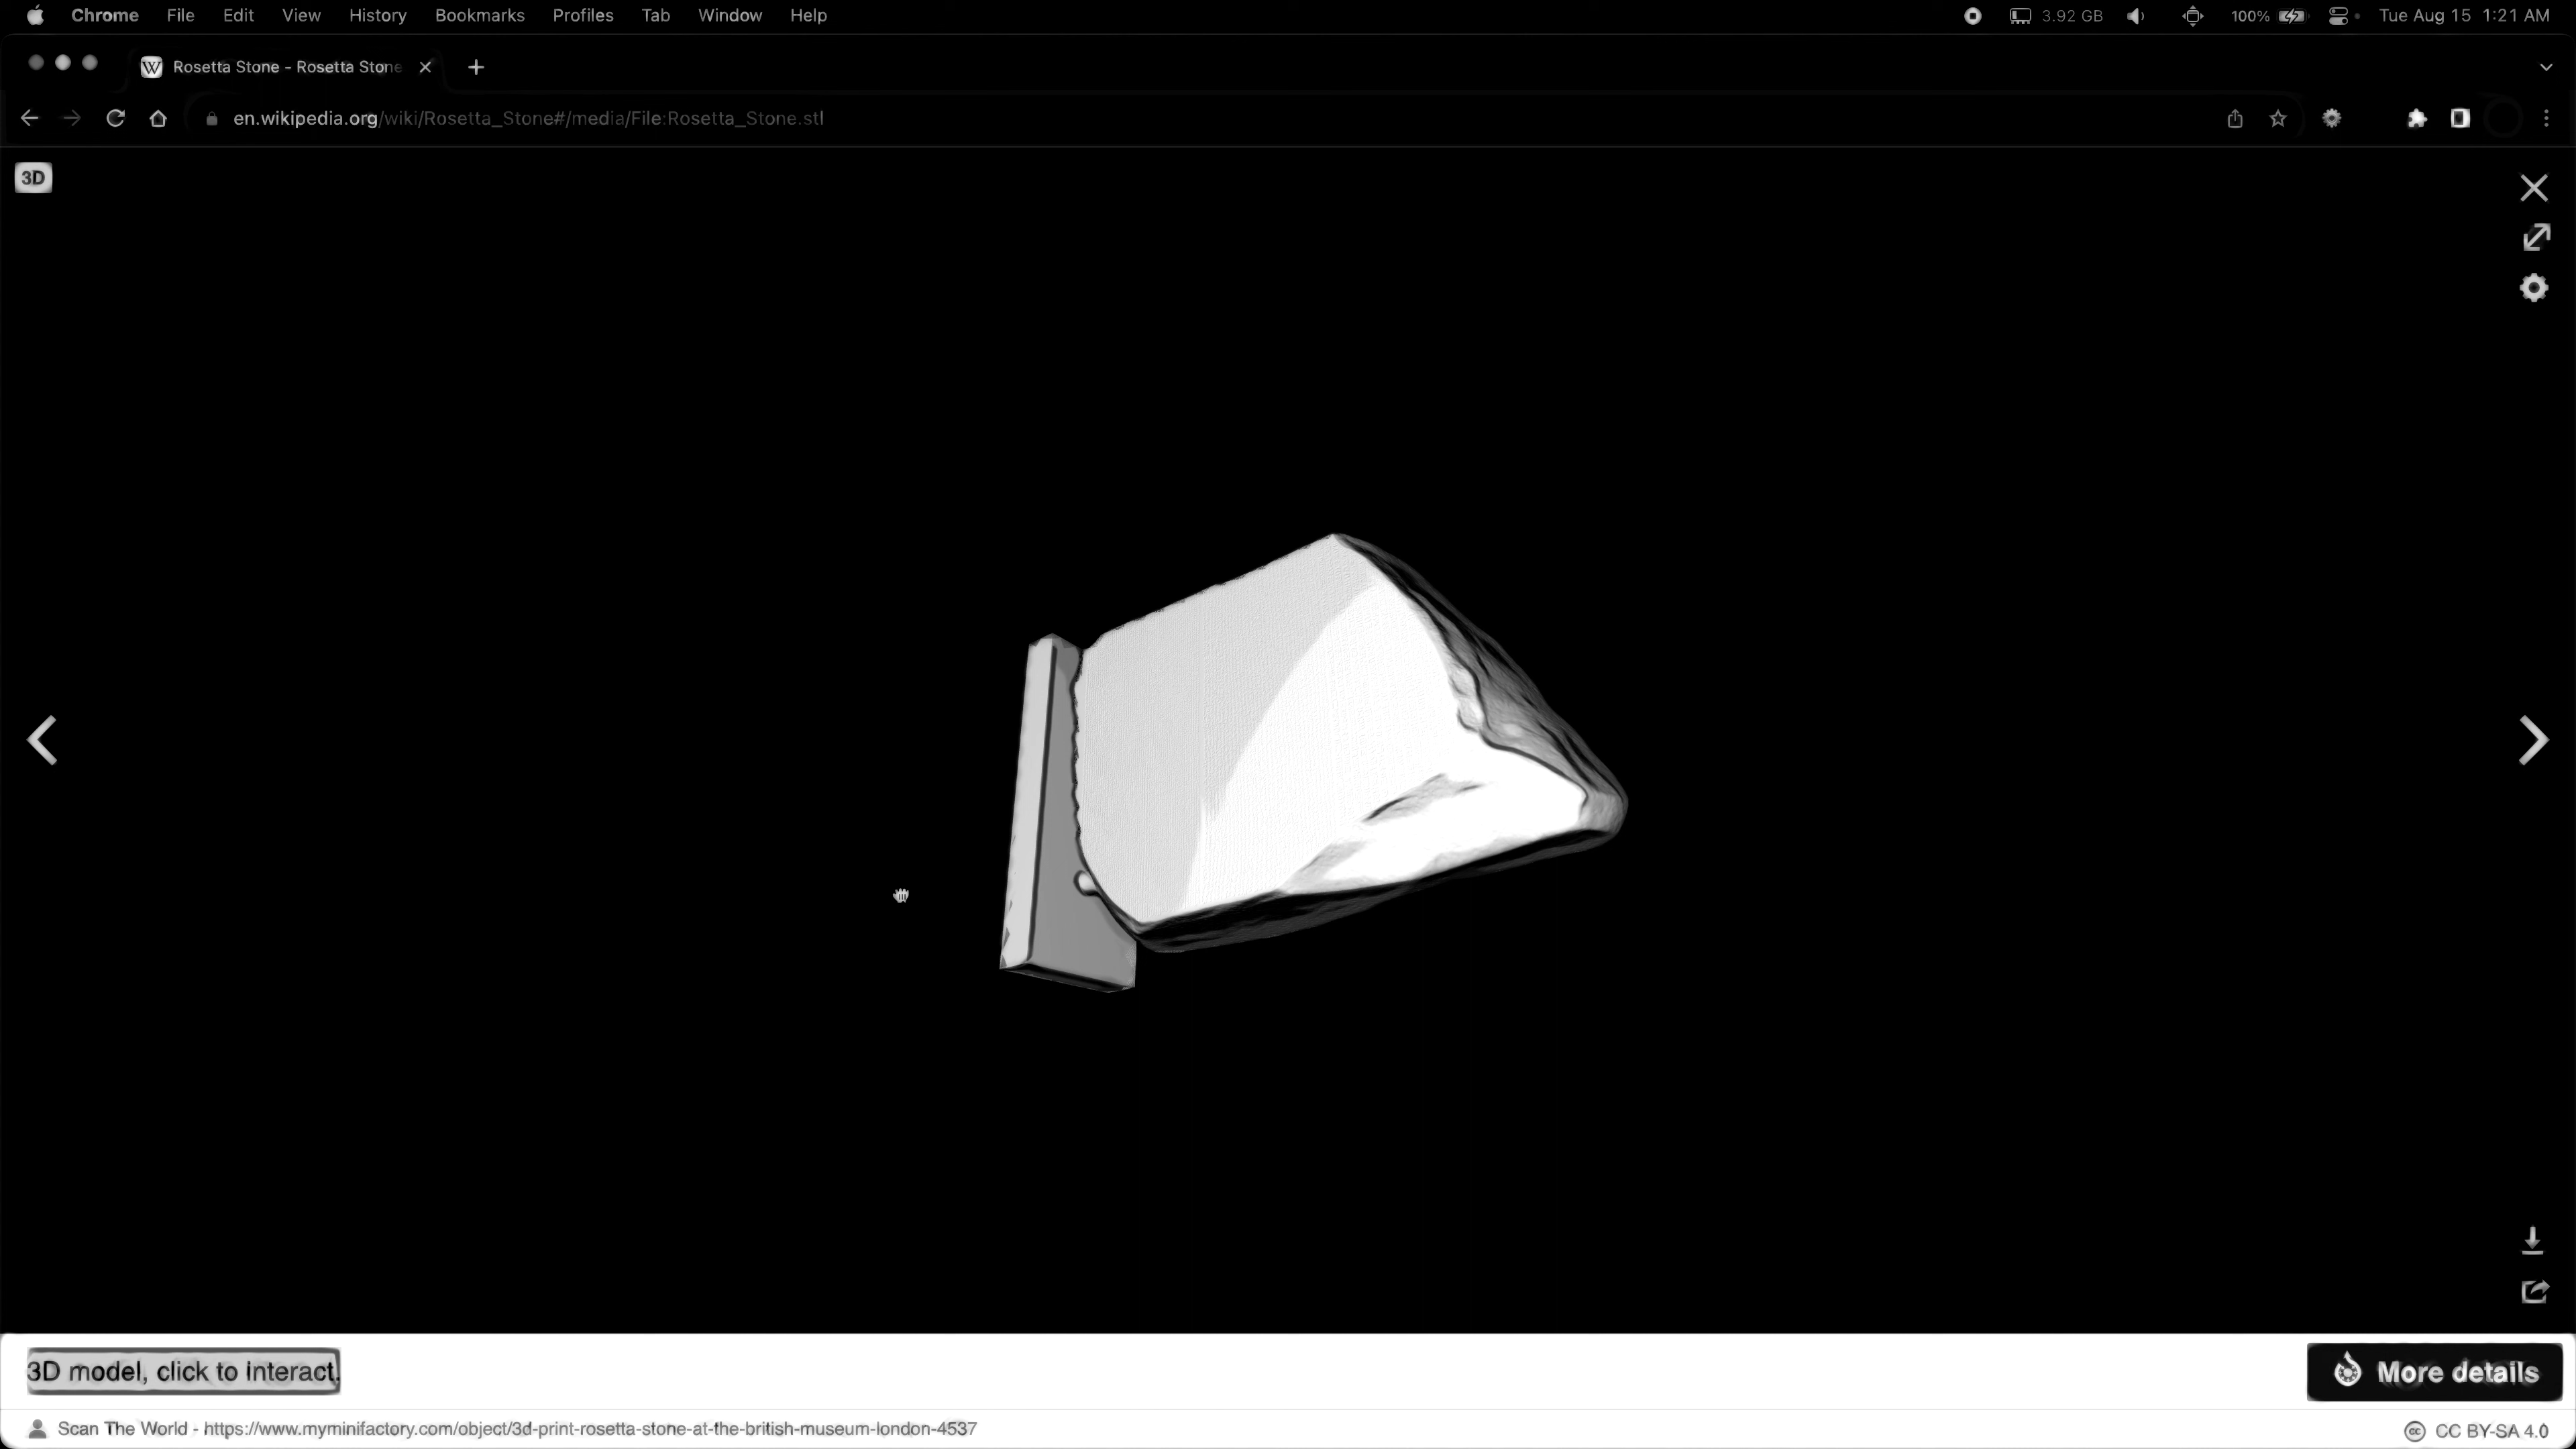 Chrome File Edit View History Bookmarks Profiles Tab Window Help 3.92 GB 100% Tue Aug 15 1:21 AM
W Rosetta Stone - Rosetta Stone
en.wikipedia.org/wiki/Rosetta_Stone#/media/File:Rosetta_Stone.stl
3D
3D model, click to interact.
More details
Scan The World - https://www.myminifactory.com/object/3d-print-rosetta-stone-at-the-british-museum-london-4537
cc CC BY-SA 4.0